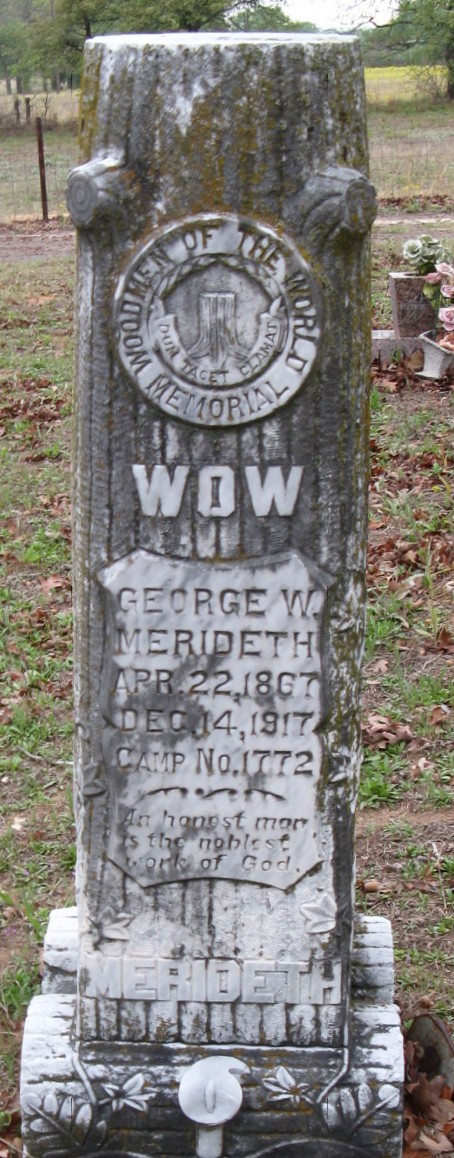 WOODMEN OF THE WORLD
MEMORIAL
DUM TACET CLAMAT
WOW
GEORGE W.
MERIDETH
APR. 22, 1867
DEC. 14, 1917
CAMP NO. 1772
An honest man
is the noblest
work of God.
MERIDETH